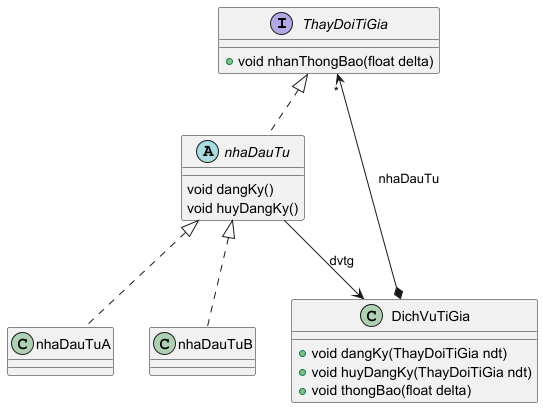 I ThayDoiTiGia
void nhanThongBao(float delta)
*
nhaDauTu
A nhaDauTu
void dangKy()
void huyDangKy()
dvtg
C nhaDauTuA
C nhaDauTuB
C DichVuTiGia
void dangKy(ThayDoiTiGia ndt)
void huyDangKy(ThayDoiTiGia ndt)
void thongBao(float delta)